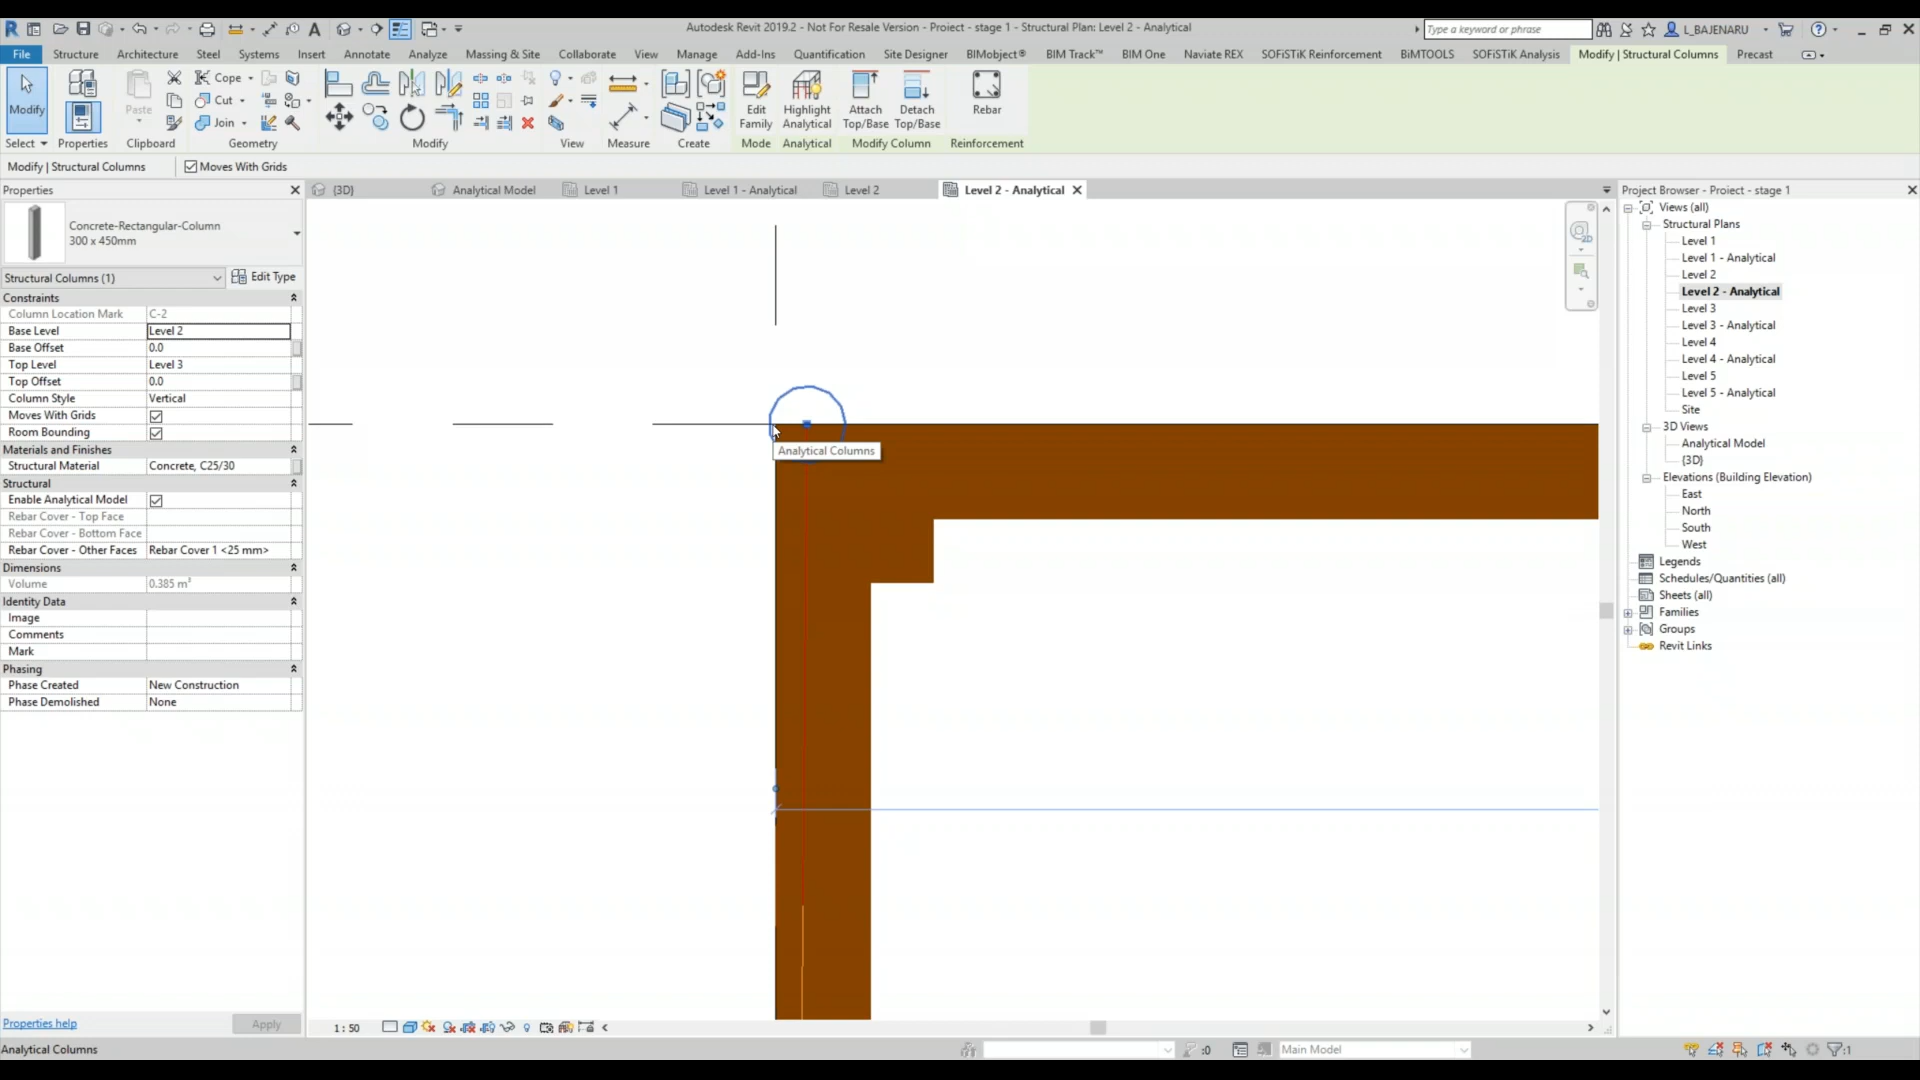 Autodesk Revit 2019.2 - Not For Resale Version - Project - stage 1 - Structural Plan: Level 2 - Analytical
Type a keyword or phrase
L_BAJENARU
File Structure Architecture Steel Systems Insert Annotate Analyze Massing & Site Collaborate View Manage Add-Ins Quantification Site Designer BIMobject® BIM Track™ BIM One Naviate REX SOFiSTiK Reinforcement BiMTOOLS SOFiSTiK Analysis Modify | Structural Columns Precast
Modify
Paste
Cope
Cut
Join
Edit Family
Highlight Analytical
Attach Top/Base
Detach Top/Base
Rebar
Select Properties Clipboard Geometry Modify View Measure Create Mode Analytical Modify Column Reinforcement
Modify | Structural Columns Moves With Grids
Properties
Concrete-Rectangular-Column
300 x 450mm
Structural Columns (1) Edit Type
Constraints
Column Location Mark C-2
Base Level Level 2
Base Offset 0.0
Top Level Level 3
Top Offset 0.0
Column Style Vertical
Moves With Grids
Room Bounding
Materials and Finishes
Structural Material Concrete, C25/30
Structural
Enable Analytical Model
Rebar Cover - Top Face
Rebar Cover - Bottom Face
Rebar Cover - Other Faces Rebar Cover 1 <25 mm>
Dimensions
Volume 0.385 m³
Identity Data
Image
Comments
Mark
Phasing
Phase Created New Construction
Phase Demolished None
Properties help Apply
{3D} Analytical Model Level 1 Level 1 - Analytical Level 2 Level 2 - Analytical
2D
Analytical Columns
1 : 50
Project Browser - Project - stage 1
Views (all)
Structural Plans
Level 1
Level 1 - Analytical
Level 2
Level 2 - Analytical
Level 3
Level 3 - Analytical
Level 4
Level 4 - Analytical
Level 5
Level 5 - Analytical
Site
3D Views
Analytical Model
{3D}
Elevations (Building Elevation)
East
North
South
West
Legends
Schedules/Quantities (all)
Sheets (all)
Families
Groups
Revit Links
Analytical Columns :0 Main Model :1